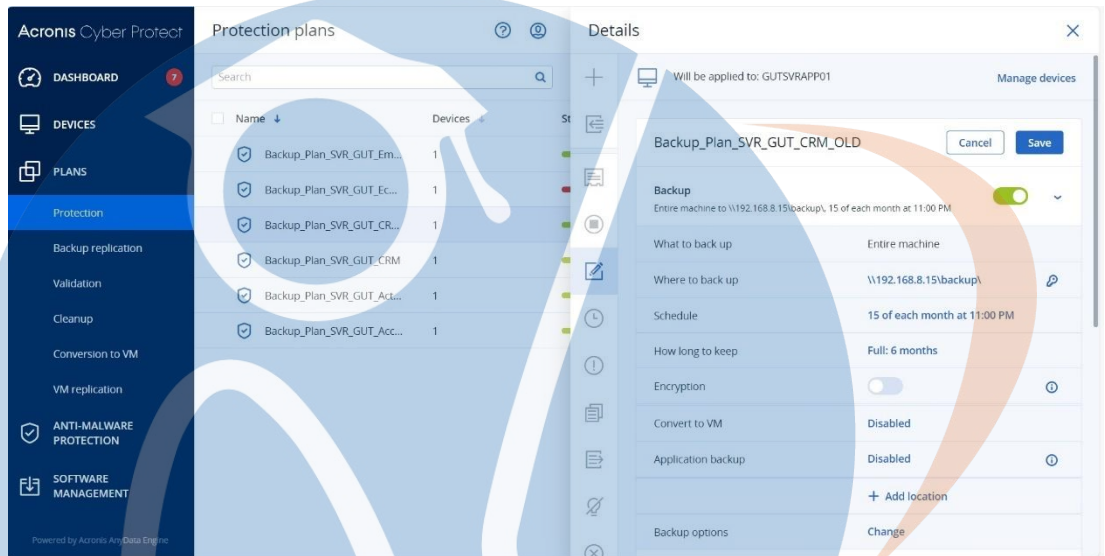 Acronis Cyber Protect
DASHBOARD 7
DEVICES
PLANS
Protection
Backup replication
Validation
Cleanup
Conversion to VM
VM replication
ANTI-MALWARE
PROTECTION
SOFTWARE
MANAGEMENT
Powered by Acronis AnyData Engine
Protection plans
Search
Name Devices St
Backup_Plan_SVR_GUT_Em... 1
Backup_Plan_SVR_GUT_Ec... 1
Backup_Plan_SVR_GUT_CR... 1
Backup_Plan_SVR_GUT_CRM 1
Backup_Plan_SVR_GUT_Act... 1
Backup_Plan_SVR_GUT_Acc... 1
Details
Will be applied to: GUTSVRAPP01 Manage devices
Backup_Plan_SVR_GUT_CRM_OLD Cancel Save
Backup
Entire machine to \\192.168.8.15\backup\, 15 of each month at 11:00 PM
What to back up Entire machine
Where to back up \\192.168.8.15\backup\
Schedule 15 of each month at 11:00 PM
How long to keep Full: 6 months
Encryption
Convert to VM Disabled
Application backup Disabled
+ Add location
Backup options Change